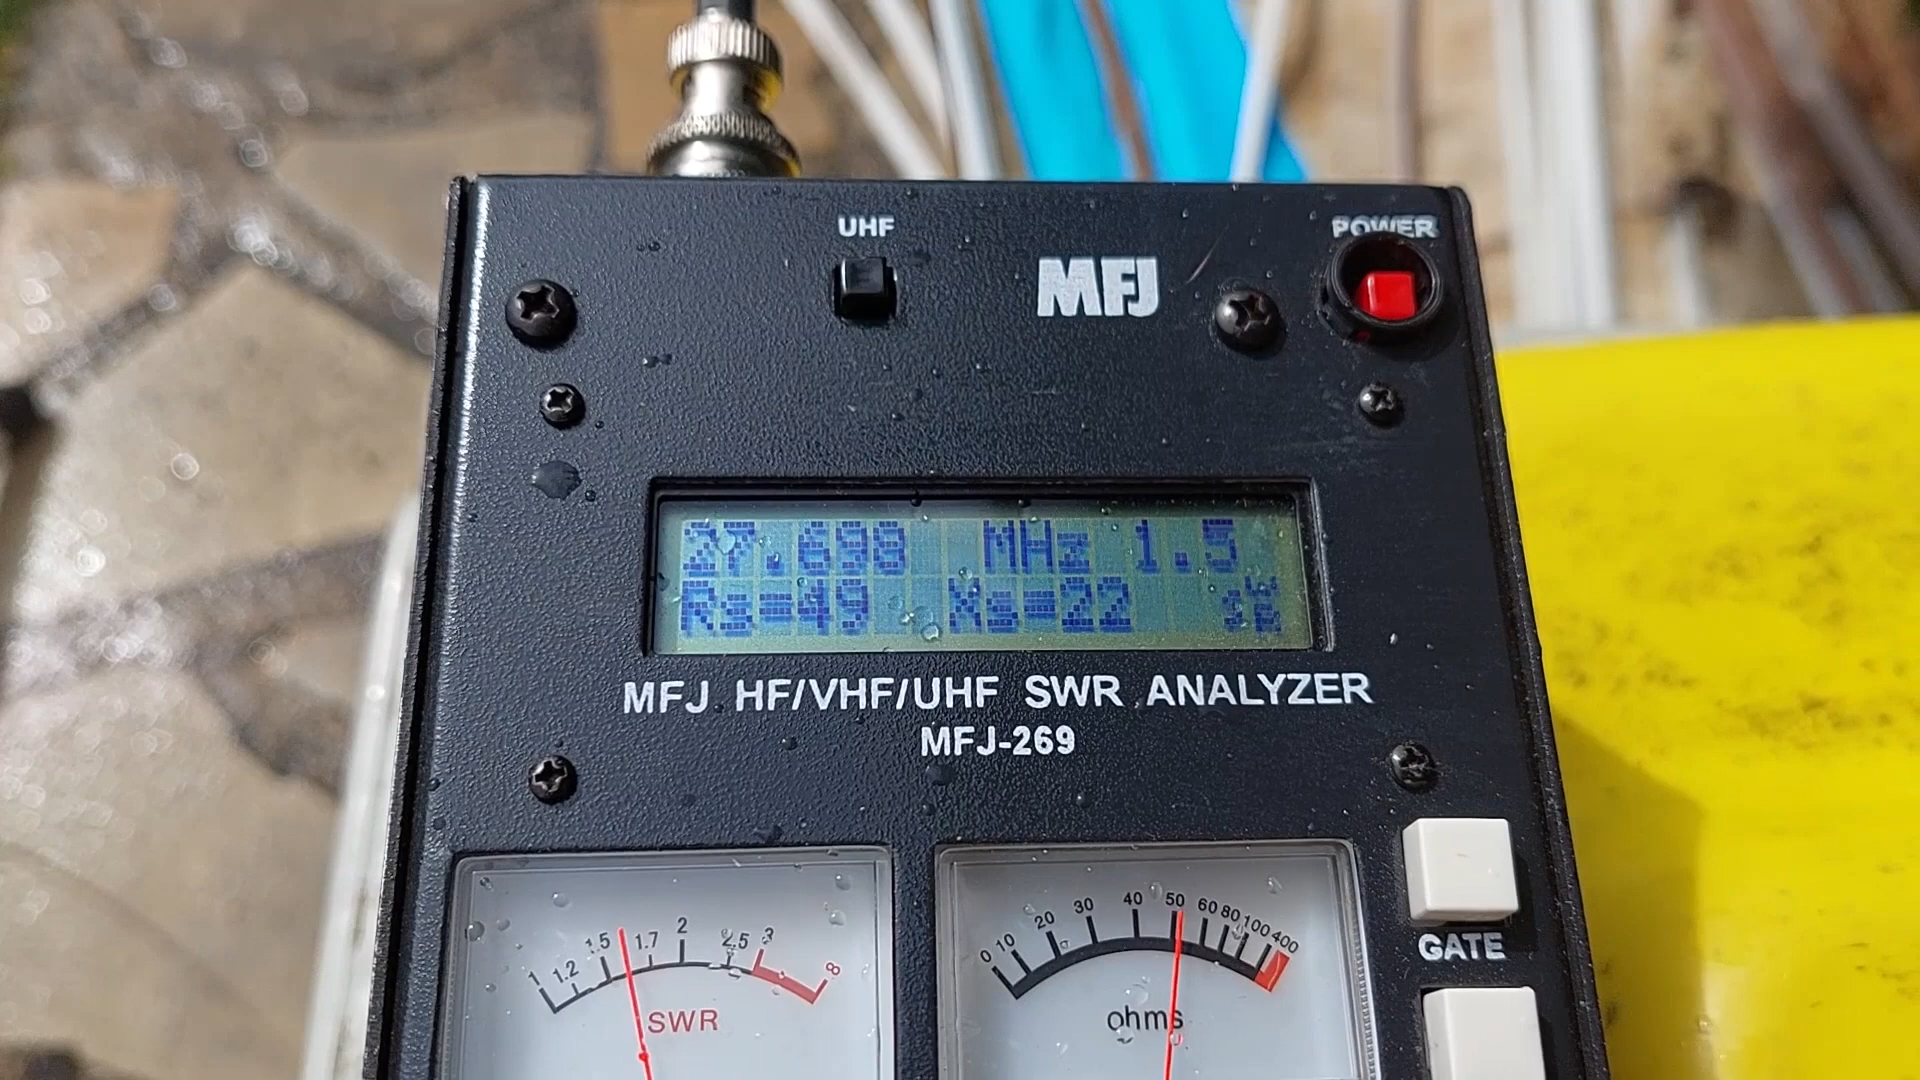 UHF
POWER
MFJ
27.699 MHz 1.5
Rs=49 Xs=22 SWR
MFJ HF/VHF/UHF SWR ANALYZER
MFJ-269
1 1.2 1.5 1.7 2 2.5 3 ∞
SWR
0 10 20 30 40 50 60 80 100 400
ohms
GATE